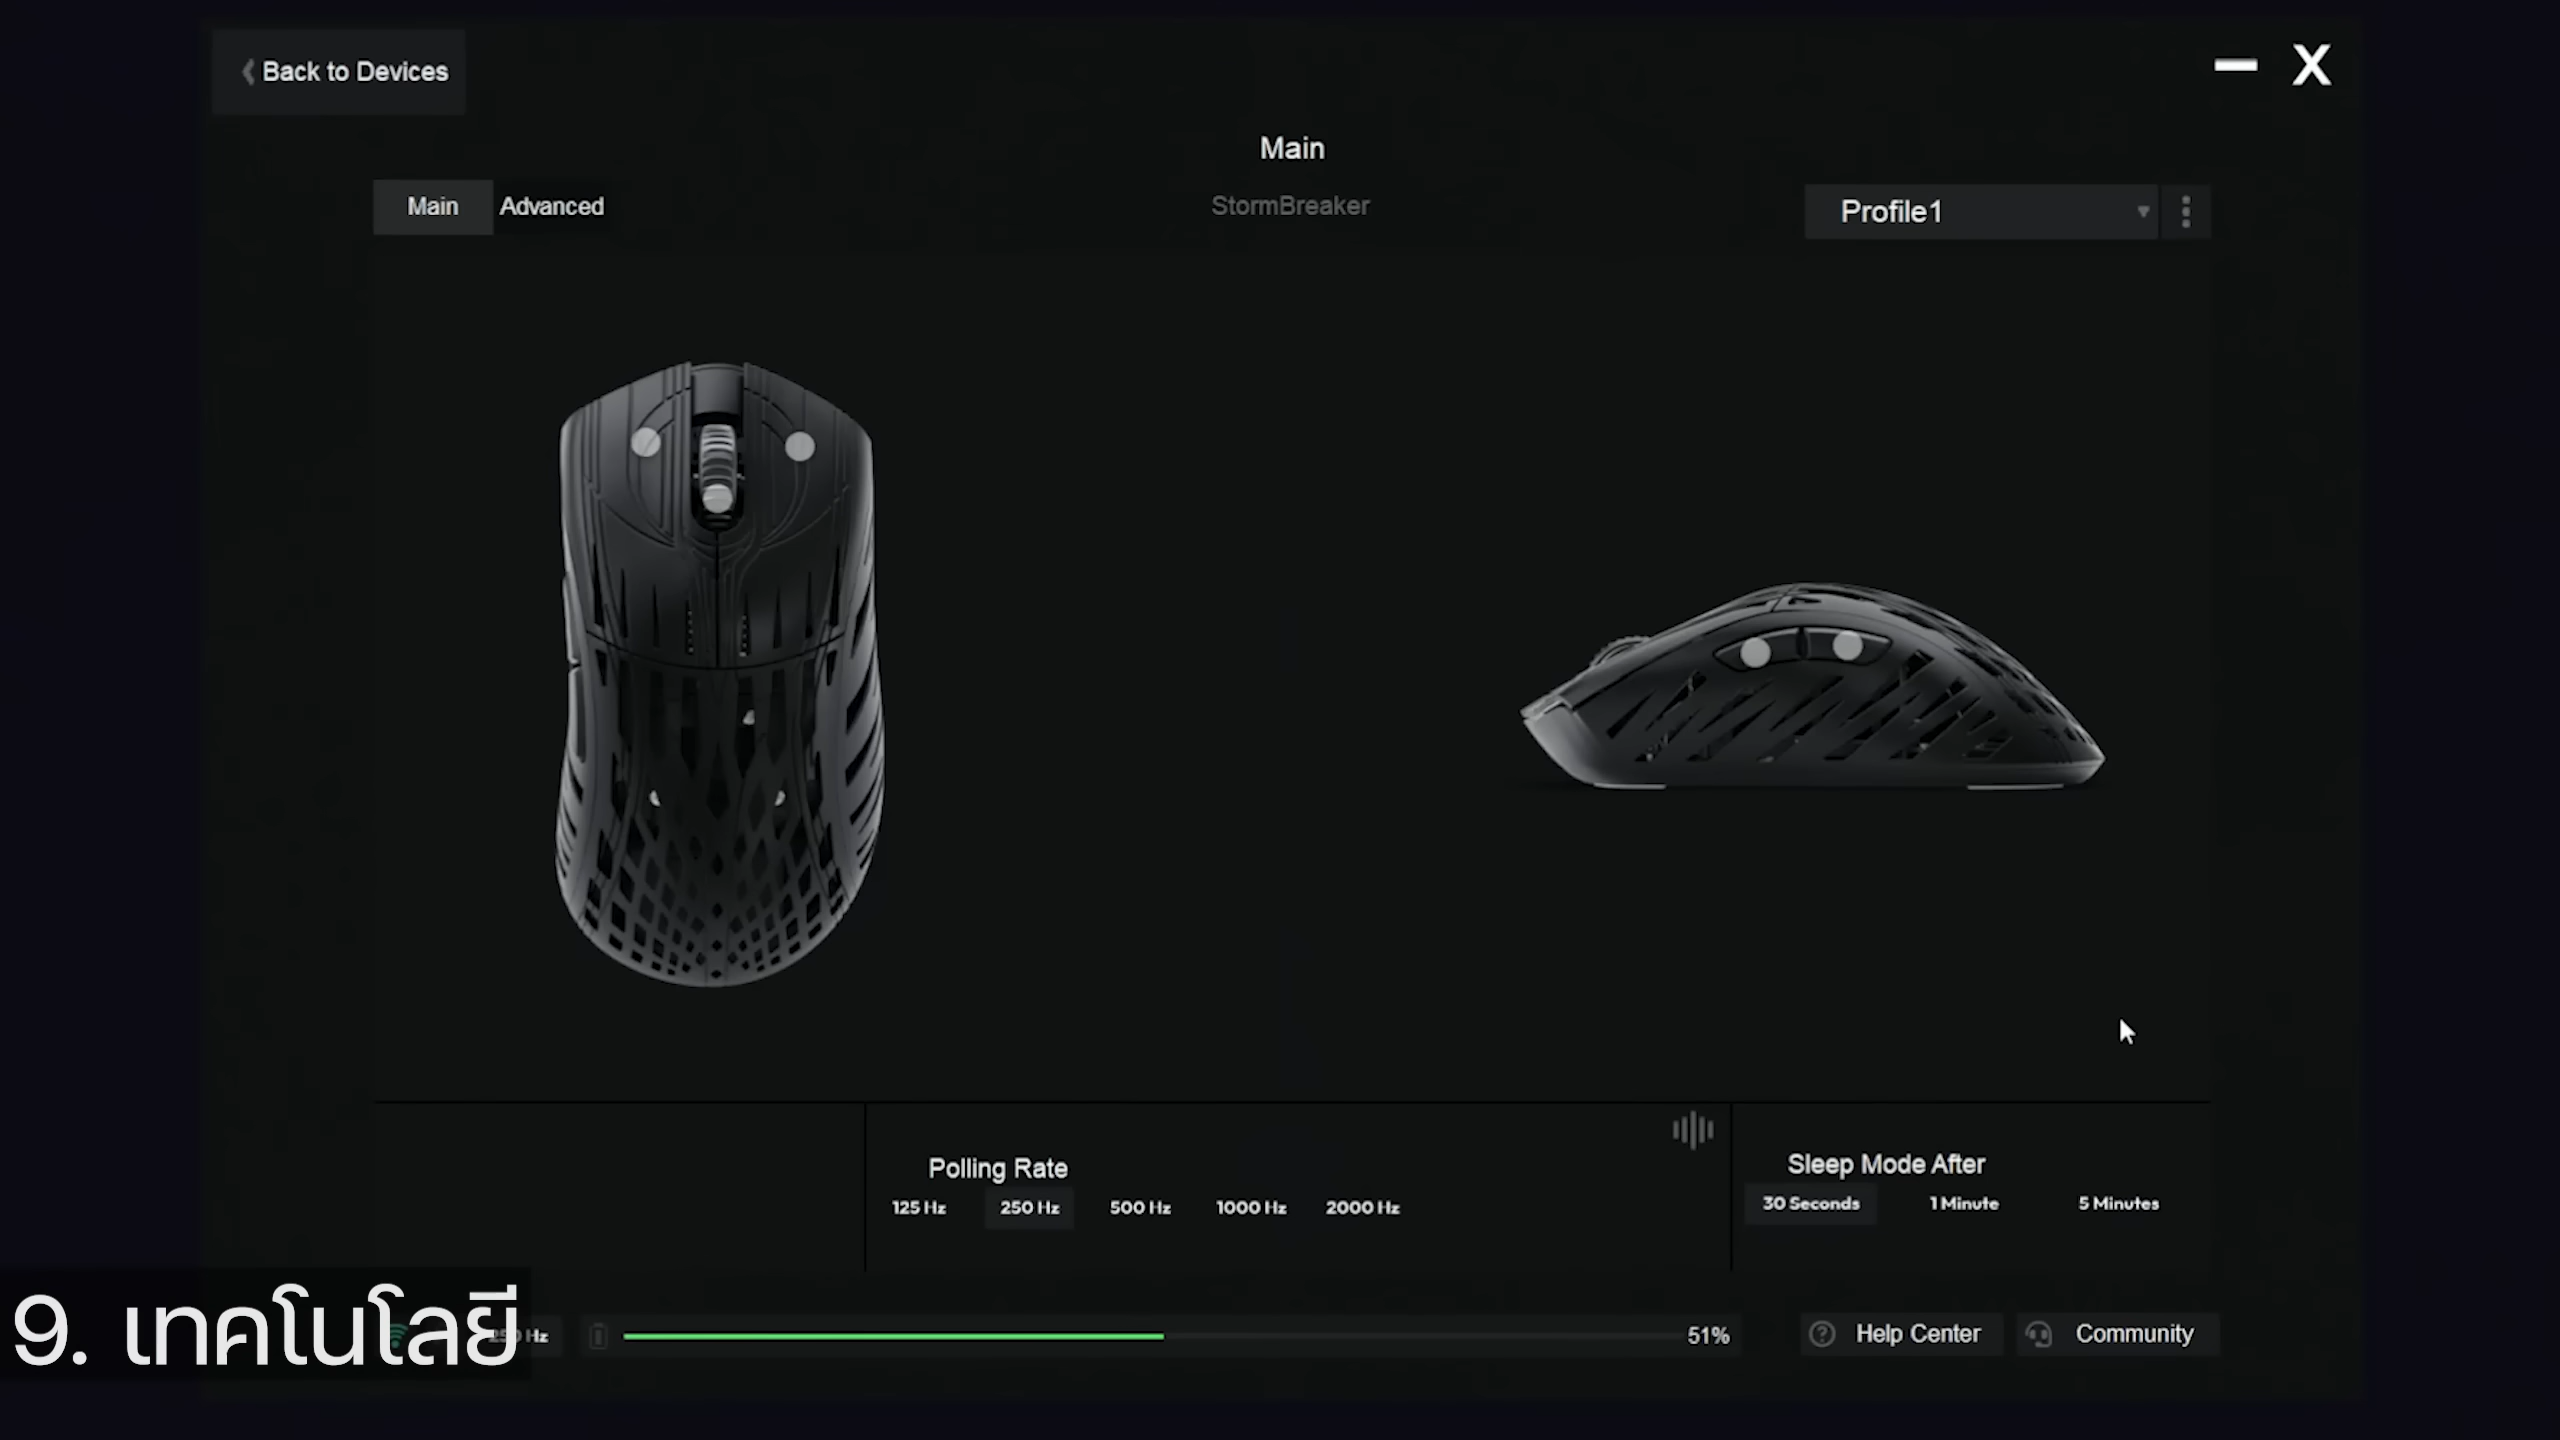 Back to Devices
X
Main
Main
Advanced
StormBreaker
Profile1
Polling Rate
125 Hz
250 Hz
500 Hz
1000 Hz
2000 Hz
Sleep Mode After
30 Seconds
1 Minute
5 Minutes
9. เทคโนโลยี
250 Hz
51%
Help Center
Community